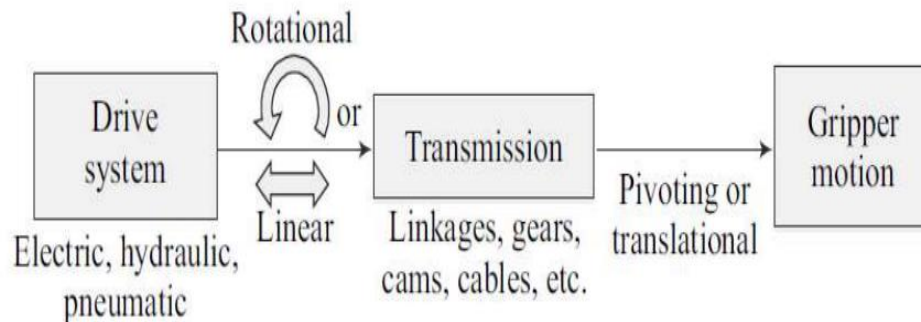 Rotational
or
Drive
system
Linear
Electric, hydraulic,
pneumatic
Transmission
Linkages, gears,
cams, cables, etc.
Pivoting or
translational
Gripper
motion